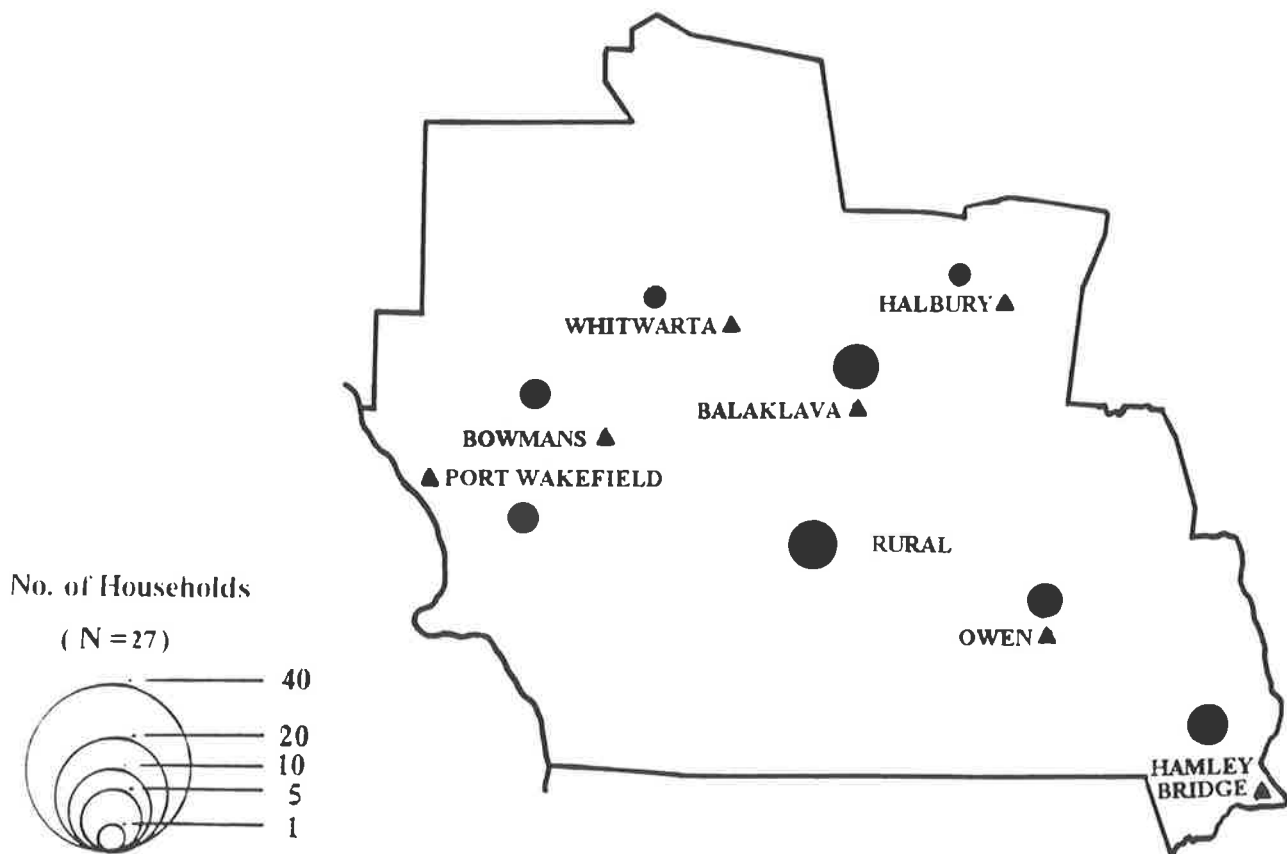 HALBURY
WHITWARTA
BALAKLAVA
BOWMANS
PORT WAKEFIELD
RURAL
No. of Households
( N =27)
OWEN
40
20
10
5
1
HAMLEY
BRIDGE